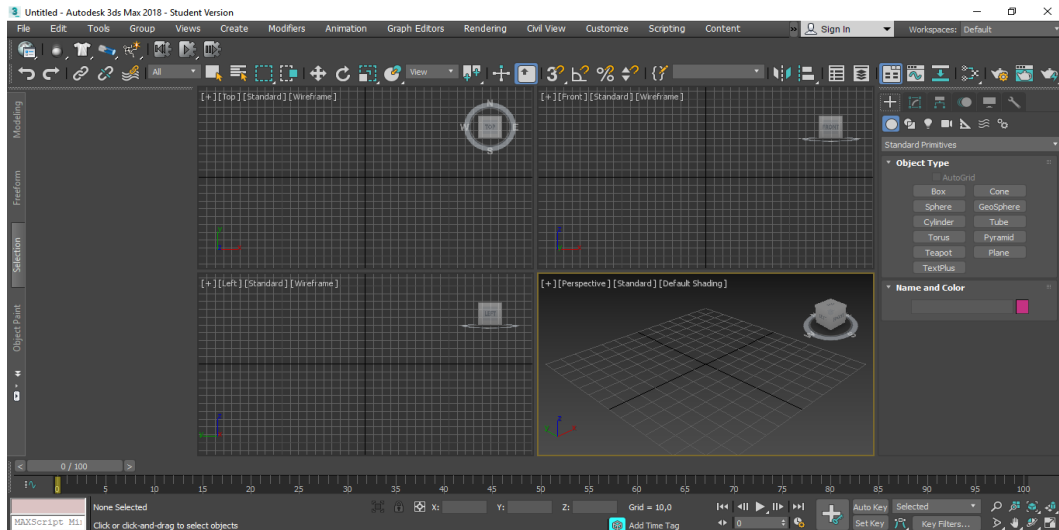 3 Untitled - Autodesk 3ds Max 2018 - Student Version
File Edit Tools Group Views Create Modifiers Animation Graph Editors Rendering Civil View Customize Scripting Content » Sign In Workspaces: Default
All View 3
[+] [Top] [Standard] [Wireframe]
N
W TOP E
S
[+] [Front] [Standard] [Wireframe]
FRONT
Standard Primitives
Object Type
AutoGrid
Box Cone
Sphere GeoSphere
Cylinder Tube
Torus Pyramid
Teapot Plane
TextPlus
Name and Color
Modeling
Freeform
Selection
Object Paint
y
z x
z
y x
[+] [Left] [Standard] [Wireframe]
LEFT
[+] [Perspective] [Standard] [Default Shading]
z
z
< 0 / 100 >
0 5 10 15 20 25 30 35 40 45 50 55 60 65 70 75 80 85 90 95 100
None Selected X: Y: Z: Grid = 10,0 Auto Key Selected
MAXScript Mi: Click or click-and-drag to select objects Add Time Tag 0 Set Key Key Filters...